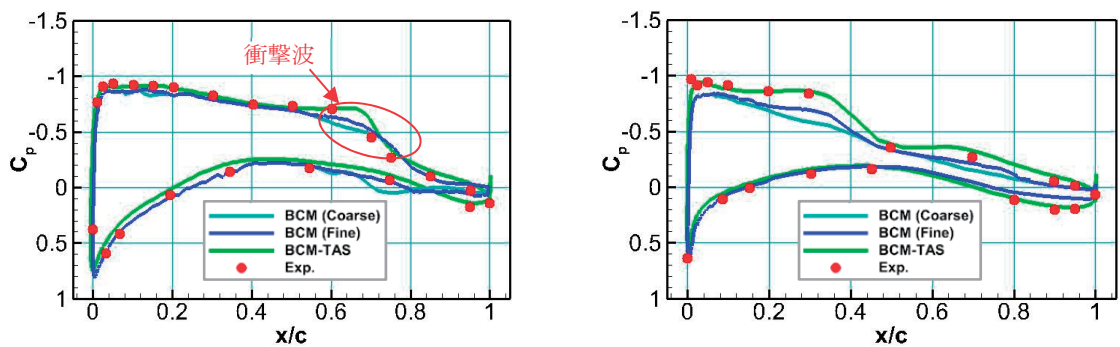 衝撃波
-1.5
-1
-0.5
0
0.5
1
Cp
0 0.2 0.4 0.6 0.8 1
x/c
BCM (Coarse)
BCM (Fine)
BCM-TAS
Exp.
-1.5
-1
-0.5
0
0.5
1
Cp
0 0.2 0.4 0.6 0.8 1
x/c
BCM (Coarse)
BCM (Fine)
BCM-TAS
Exp.